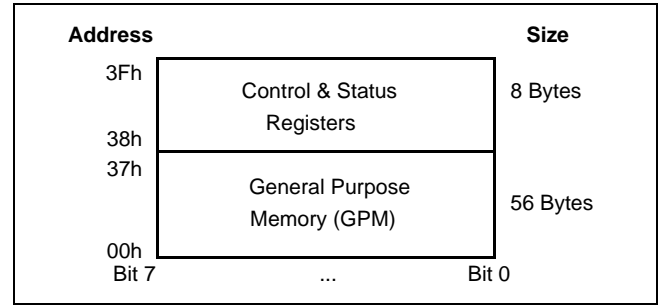 Address Size
3Fh
Control & Status 8 Bytes
Registers
38h
37h
General Purpose
56 Bytes
Memory (GPM)
00h
Bit 7 ... Bit 0